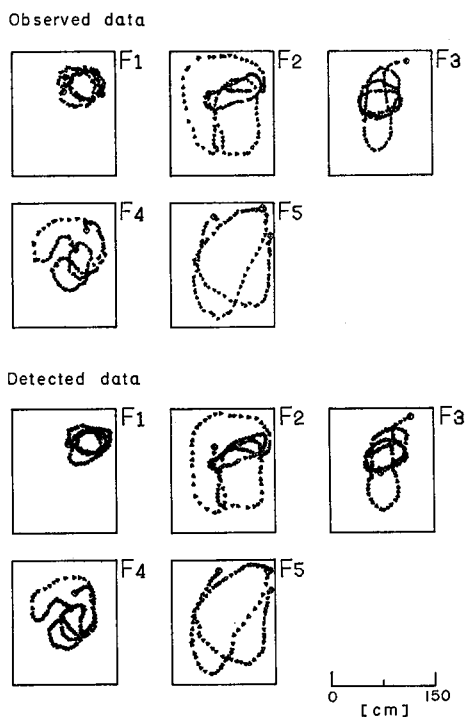 Observed data
F1 F2 F3
F4 F5
Detected data
F1 F2 F3
F4 F5
0 150
[cm]